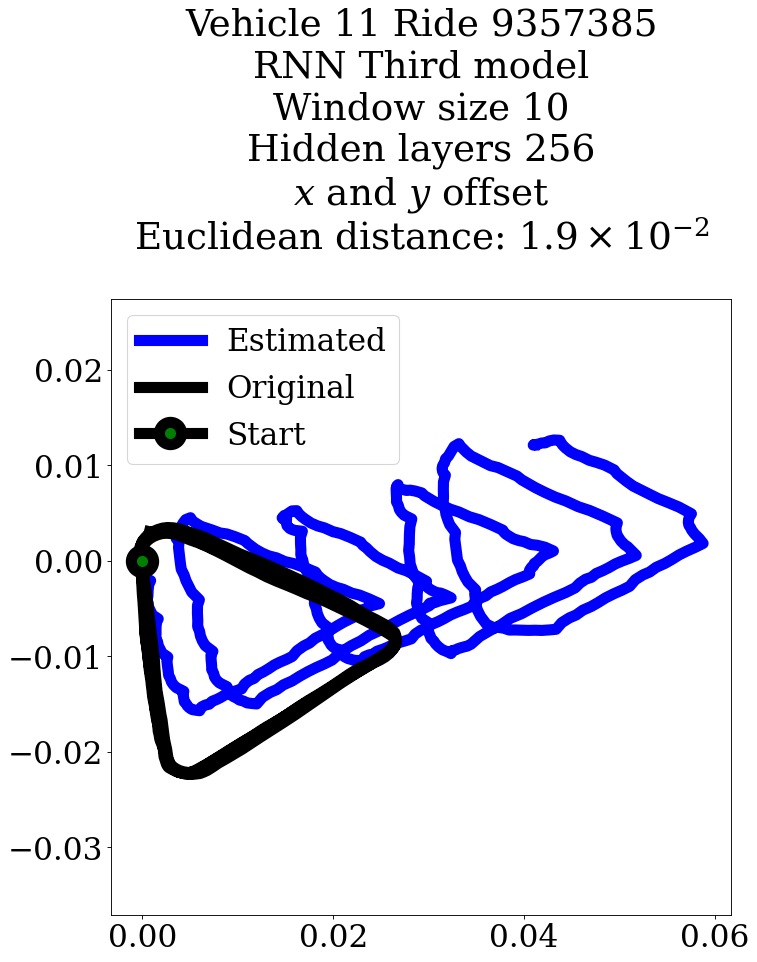 Vehicle 11 Ride 9357385
RNN Third model
Window size 10
Hidden layers 256
x and y offset
Euclidean distance: 1.9 × 10⁻²
Estimated
Original
Start
0.02
0.01
0.00
−0.01
−0.02
−0.03
0.00 0.02 0.04 0.06